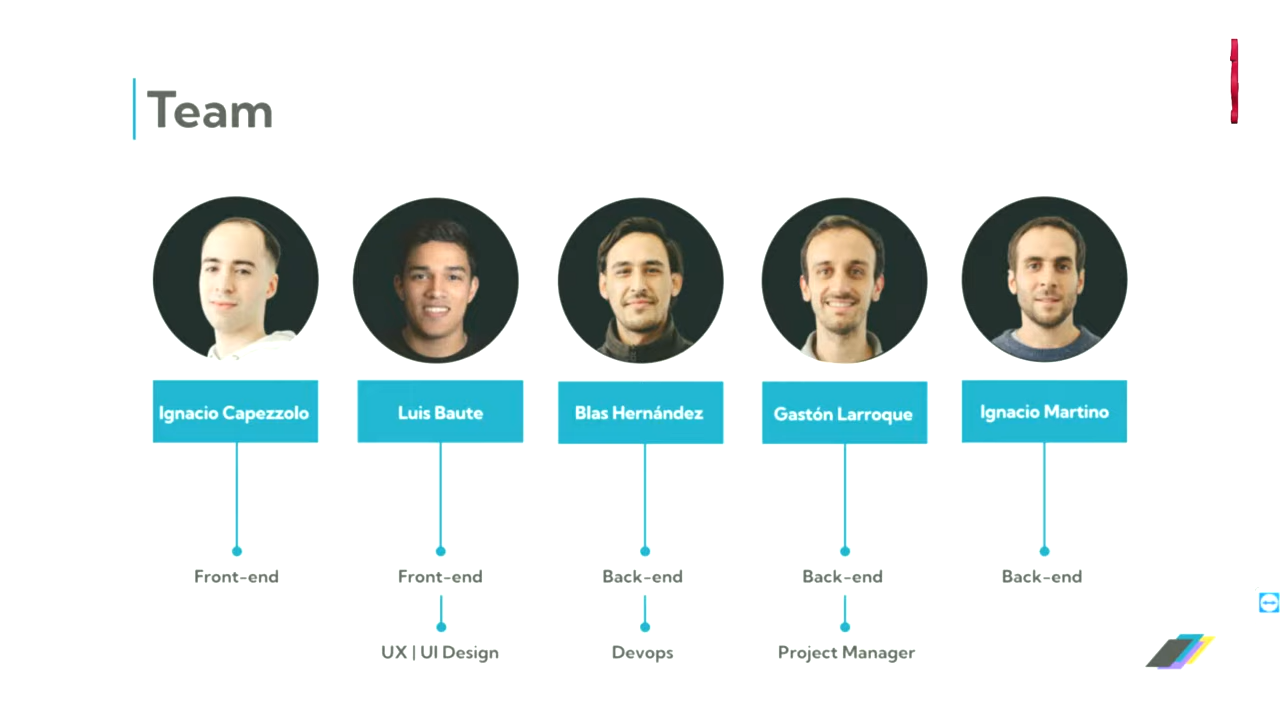 Team
Ignacio Capezzolo
Luis Baute
Blas Hernández
Gastón Larroque
Ignacio Martino
Front-end
Front-end
Back-end
Back-end
Back-end
UX | UI Design
Devops
Project Manager